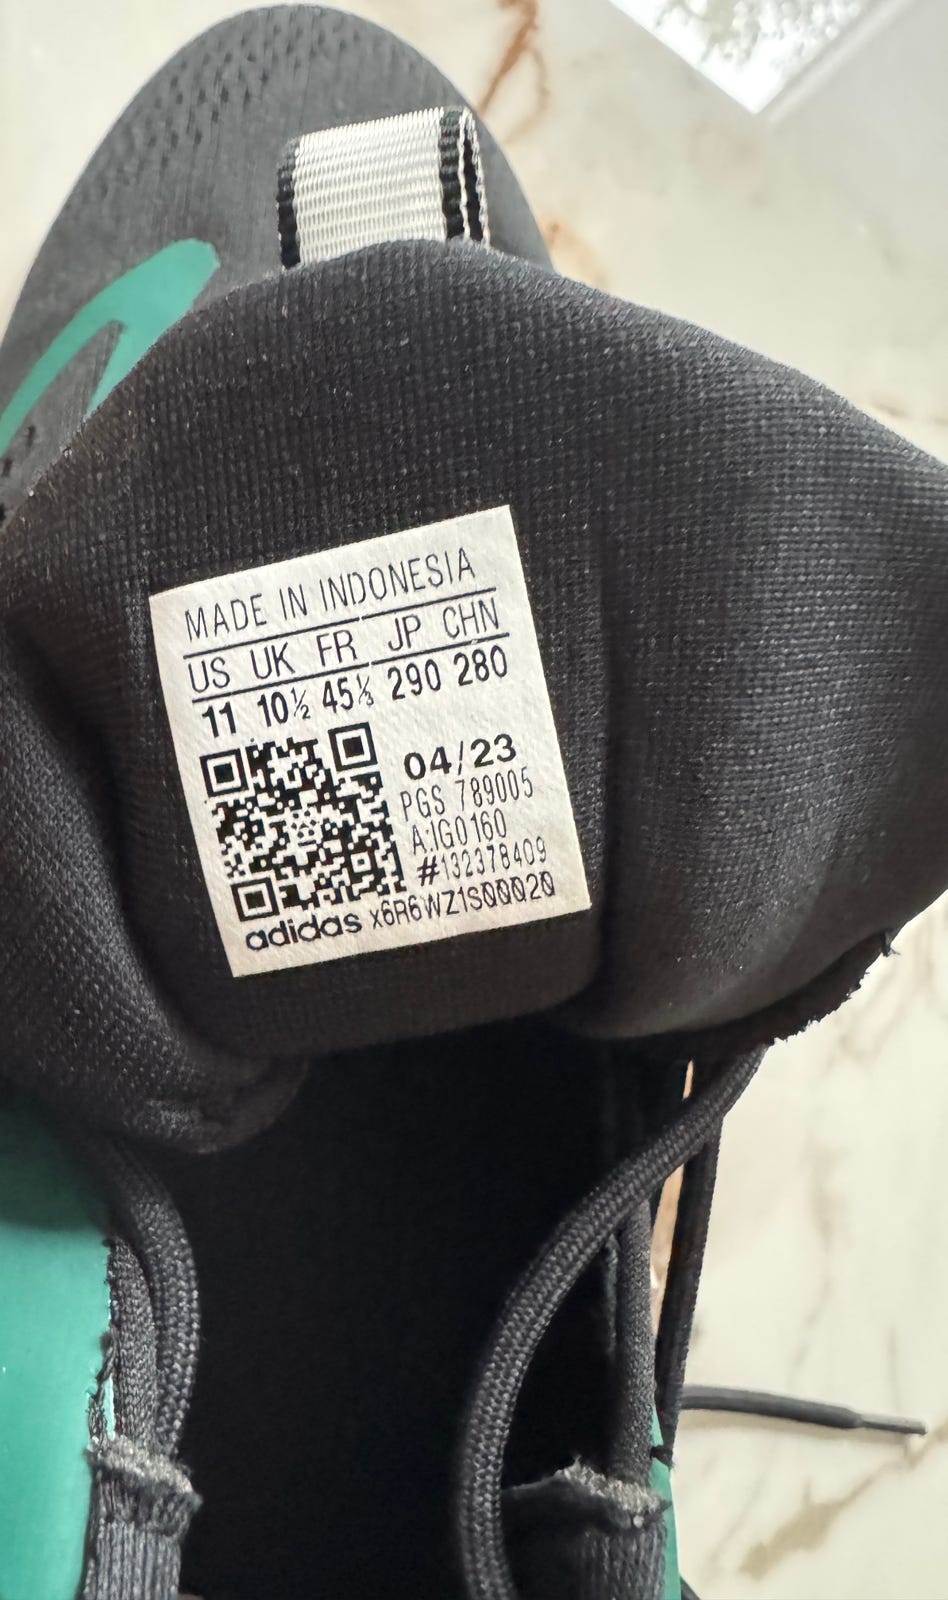 MADE IN INDONESIA
US UK FR JP CHN
11 10½ 45⅓ 290 280
04/23
PGS 789005
A:IG0160
#132378409
adidas x6R6WZ1S00020